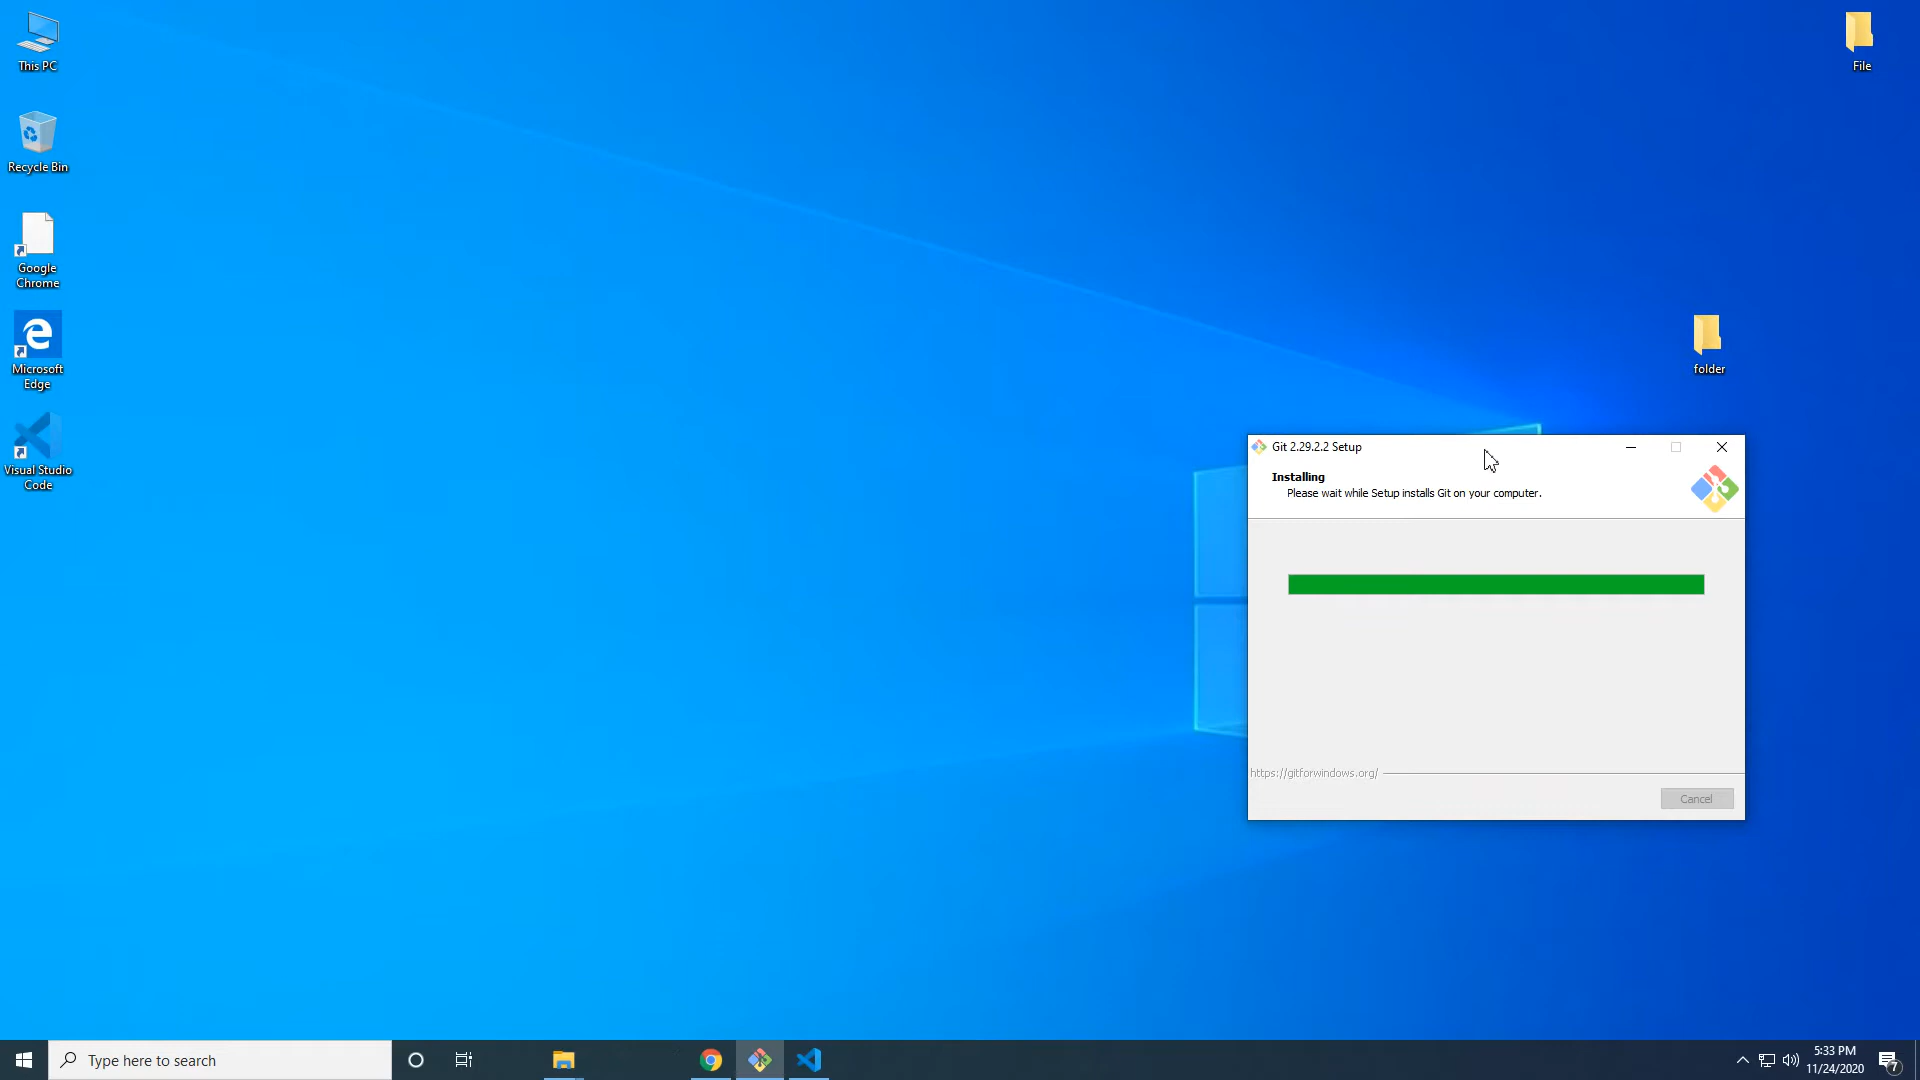 This PC
Recycle Bin
Google
Chrome
Microsoft
Edge
Visual Studio
Code
File
folder
Git 2.29.2.2 Setup
Installing
Please wait while Setup installs Git on your computer.
https://gitforwindows.org/
Cancel
Type here to search
5:33 PM
11/24/2020
7